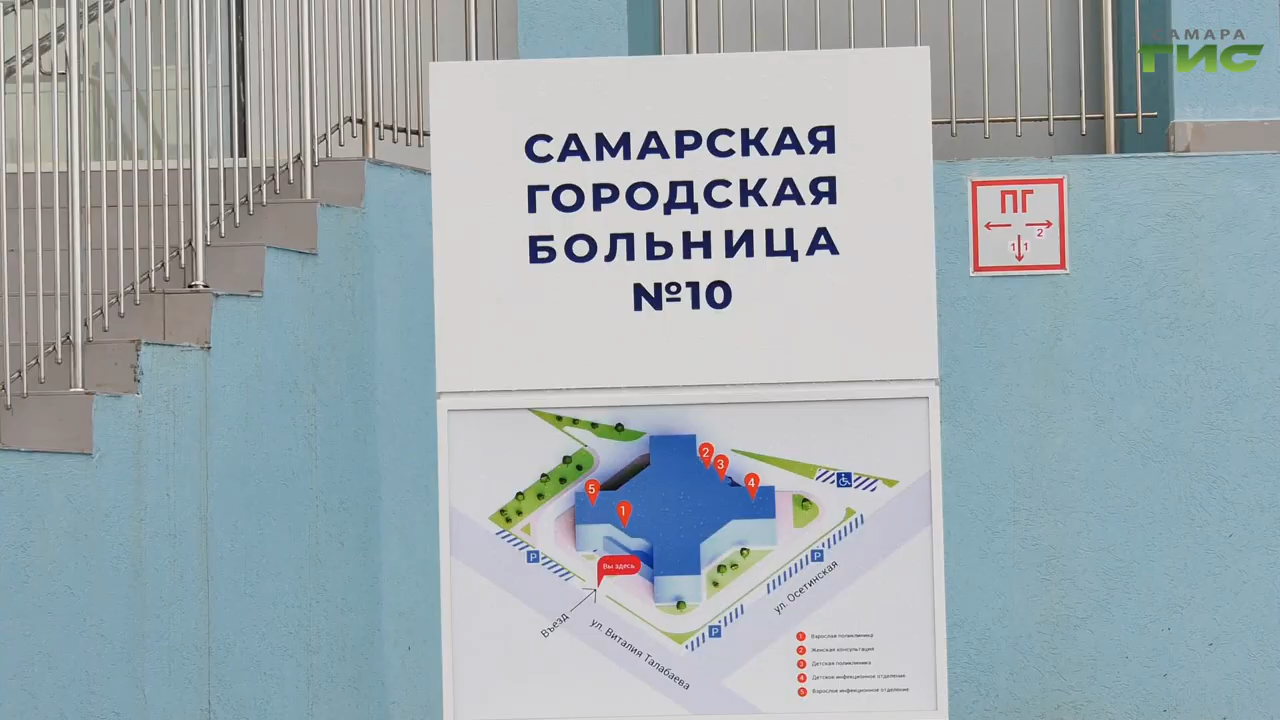 САМАРА
ГИС
САМАРСКАЯ
ГОРОДСКАЯ
БОЛЬНИЦА
№10
ПГ
2
1 1
2
3
4
5
1
P
Вы здесь
P
ул. Осетинская
Въезд
ул. Виталия Талабаева
P
1 Взрослая поликлиника
2 Женская консультация
3 Детская поликлиника
4 Детское инфекционное отделение
5 Взрослое инфекционное отделение